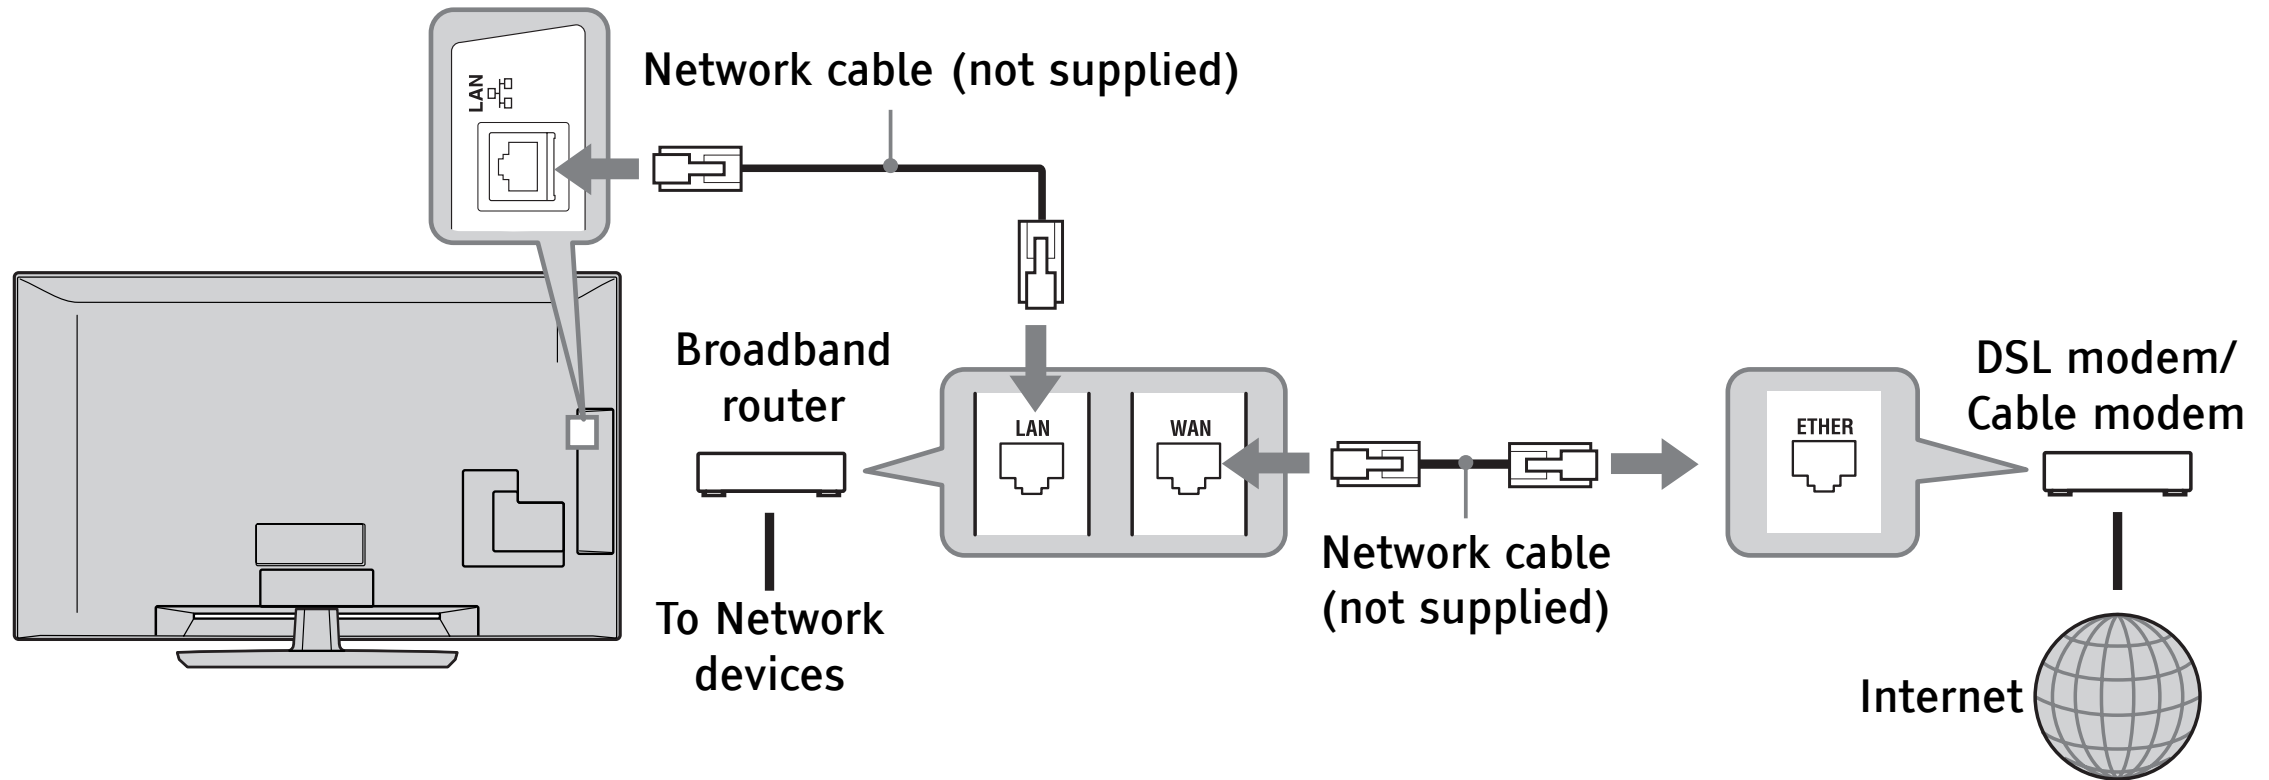 LAN
Network cable (not supplied)
Broadband
router
LAN
WAN
ETHER
DSL modem/
Cable modem
Network cable
(not supplied)
To Network
devices
Internet